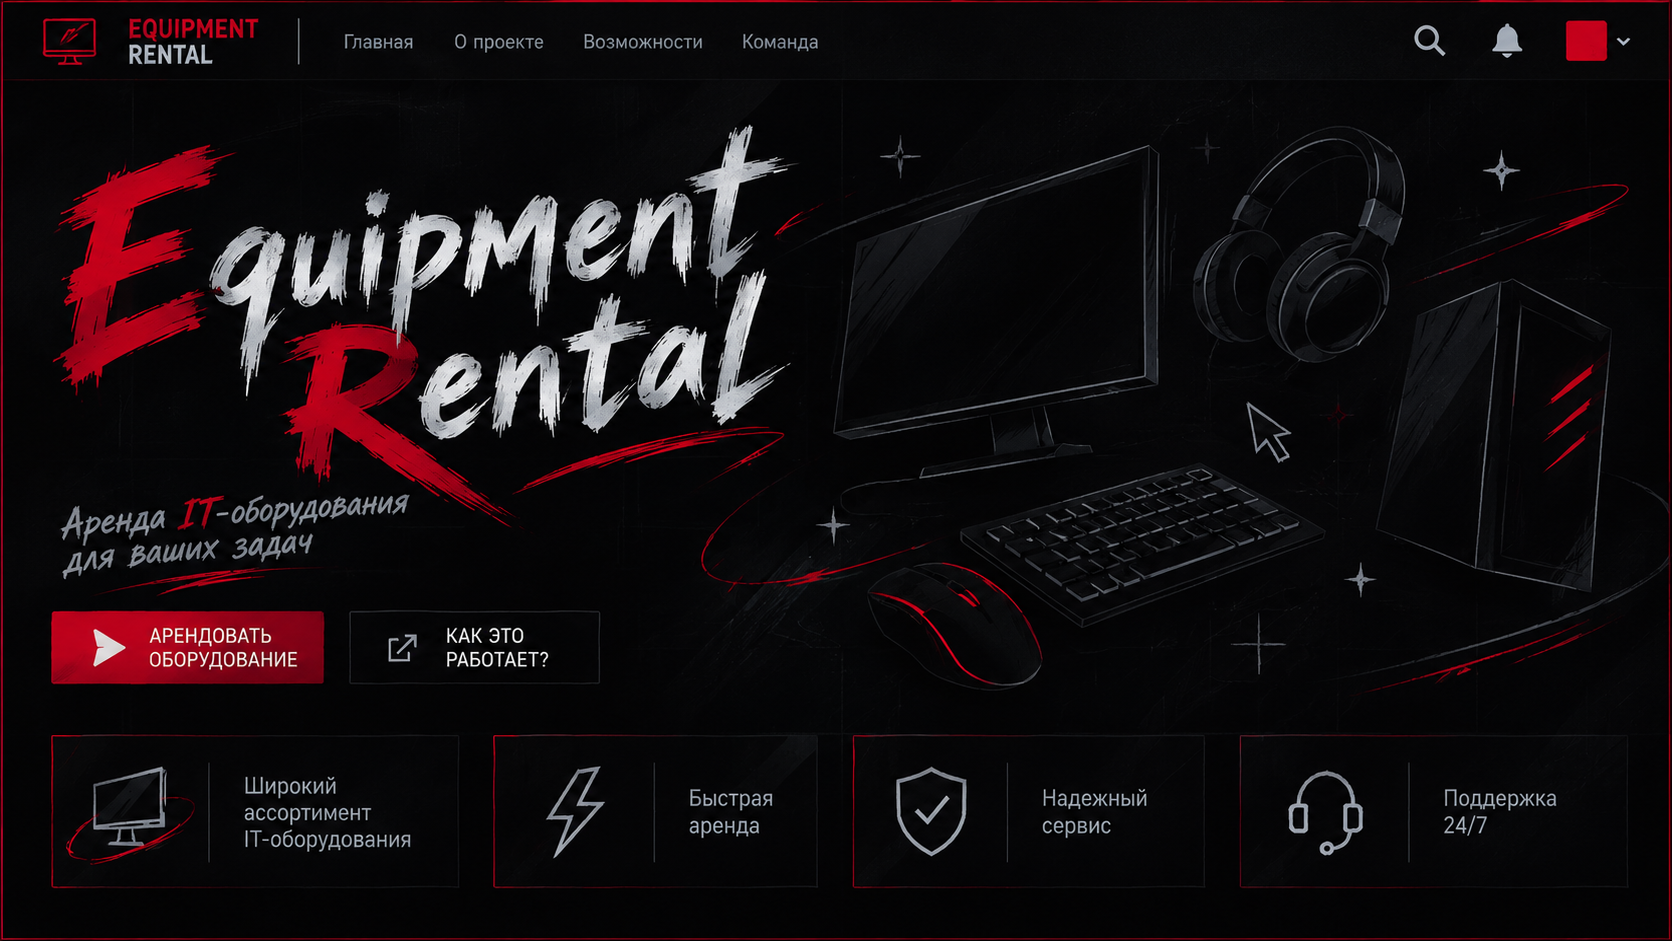 EQUIPMENT
RENTAL
Главная
О проекте
Возможности
Команда
Equipment
Rental
Аренда IT-оборудования
для ваших задач
АРЕНДОВАТЬ
ОБОРУДОВАНИЕ
КАК ЭТО
РАБОТАЕТ?
Широкий
ассортимент
IT-оборудования
Быстрая
аренда
Надежный
сервис
Поддержка
24/7